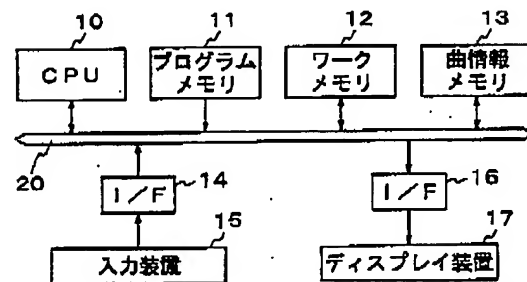 10
11
12
13
CPU
プログラム
メモリ
ワーク
メモリ
曲情報
メモリ
20
I/F
14
I/F
16
15
17
入力装置
ディスプレイ装置